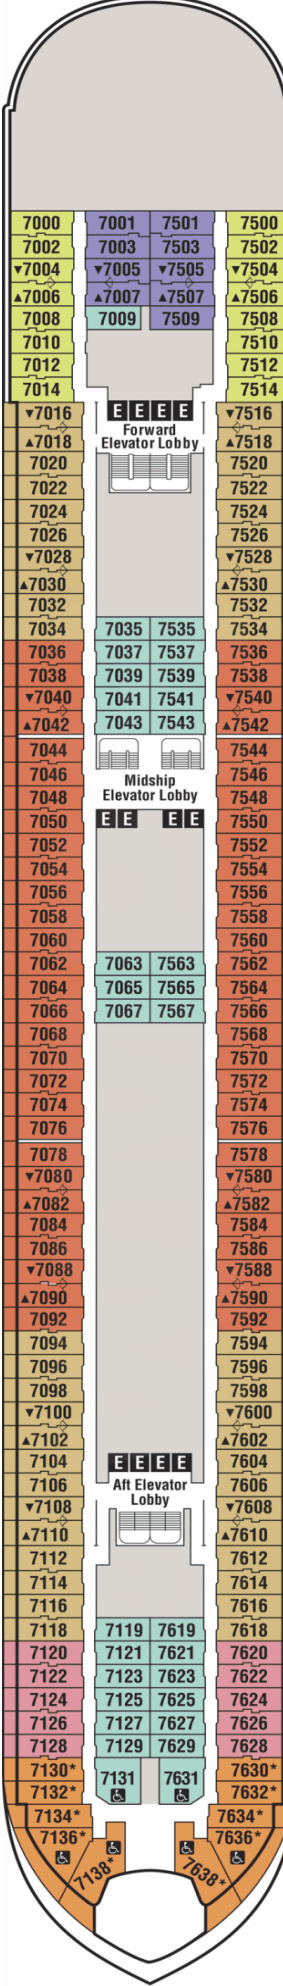 7000 7001 7501 7500
7002 7003 7503 7502
▼7004 ▼7005 ▼7505 ▼7504
▲7006 ▲7007 ▲7507 ▲7506
7008 7009 7509 7508
7010 7510
7012 7512
7014 7514
▼7016 E E E E ▼7516
▲7018 Forward ▲7518
Elevator Lobby
7020 7520
7022 7522
7024 7524
7026 7526
▼7028 ▼7528
▲7030 ▲7530
7032 7532
7034 7035 7535 7534
7036 7037 7537 7536
7038 7039 7539 7538
▼7040 7041 7541 ▼7540
▲7042 7043 7543 ▲7542
7044 7544
7046 Midship 7546
7048 Elevator Lobby 7548
7050 E E E E 7550
7052 7552
7054 7554
7056 7556
7058 7558
7060 7560
7062 7063 7563 7562
7064 7065 7565 7564
7066 7067 7567 7566
7068 7568
7070 7570
7072 7572
7074 7574
7076 7576
7078 7578
▼7080 ▼7580
▲7082 ▲7582
7084 7584
7086 7586
▼7088 ▼7588
▲7090 ▲7590
7092 7592
7094 7594
7096 7596
7098 7598
▼7100 ▼7600
▲7102 ▲7602
7104 E E E E 7604
7106 Aft Elevator 7606
Lobby
▼7108 ▼7608
▲7110 ▲7610
7112 7612
7114 7614
7116 7616
7118 7119 7619 7618
7120 7121 7621 7620
7122 7123 7623 7622
7124 7125 7625 7624
7126 7127 7627 7626
7128 7129 7629 7628
7130* 7131 7631 7630*
7132* 7632*
7134* 7634*
7136* 7636*
7138* 7638*